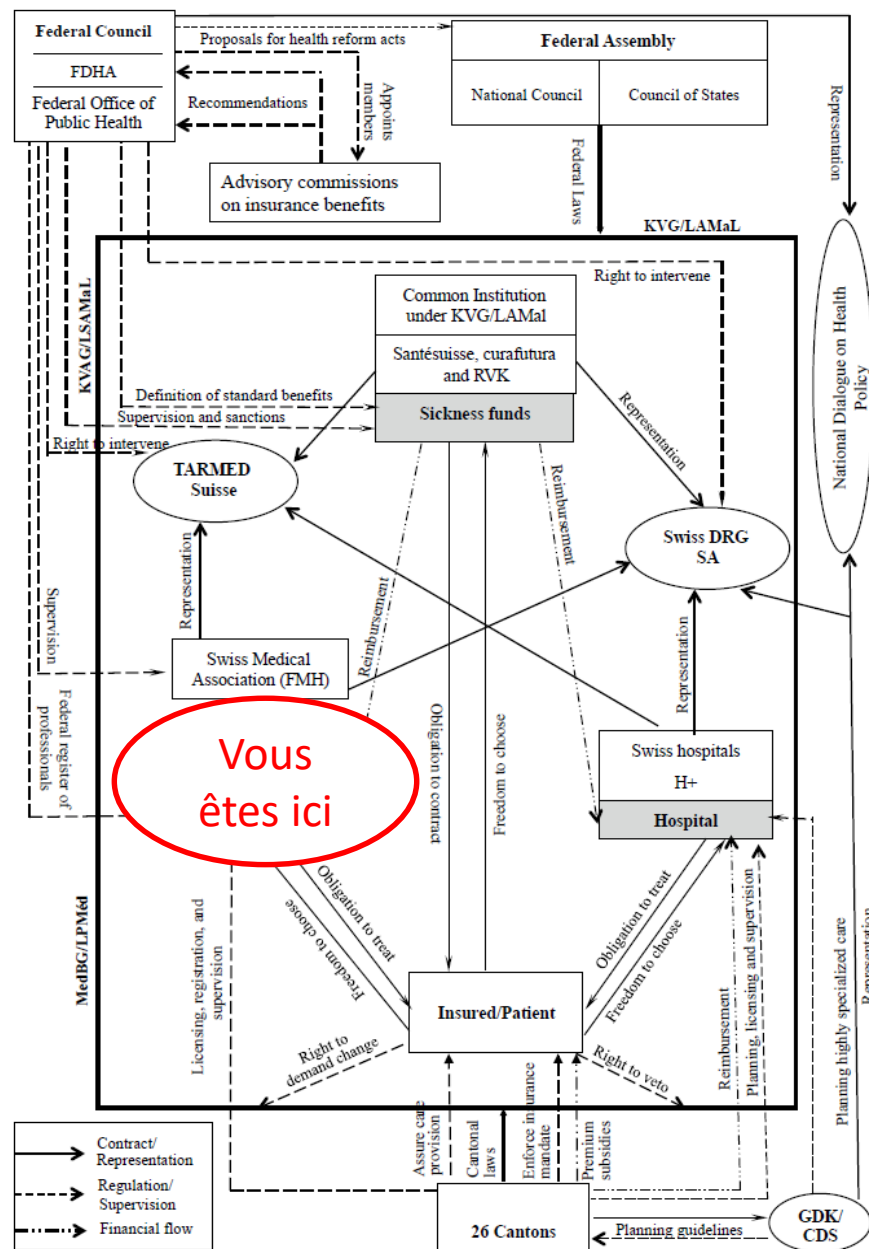 Federal Council
FDHA
Federal Office of
Public Health
Proposals for health reform acts
Recommendations
Appoints
members
Advisory commissions
on insurance benefits
Federal Assembly
National Council
Council of States
Federal Laws
Representation
KVG/LAMaL
KVAG/LSAMaL
Right to intervene
National Dialogue on Health
Policy
Common Institution
under KVG/LAMal
Santésuisse, curafutura
and RVK
Sickness funds
Definition of standard benefits
Supervision and sanctions
Right to intervene
TARMED
Suisse
Representation
Reimbursement
Swiss DRG
SA
Representation
Reimbursement
Supervision
Swiss Medical
Association (FMH)
Federal register of
professionals
Vous
êtes ici
Obligation to contract
Freedom to choose
Representation
Swiss hospitals
H+
Hospital
MedBG/LPMéd
Licensing, registration, and
supervision
Obligation to treat
Freedom to choose
Obligation to treat
Freedom to choose
Insured/Patient
Right to
demand change
Right to veto
Reimbursement
Planning, licensing and supervision
Planning highly specialized care
Representation
Assure care
provision
Cantonal
laws
Enforce insurance
mandate
Premium
subsidies
Contract/
Representation
Regulation/
Supervision
Financial flow
26 Cantons
Planning guidelines
GDK/
CDS